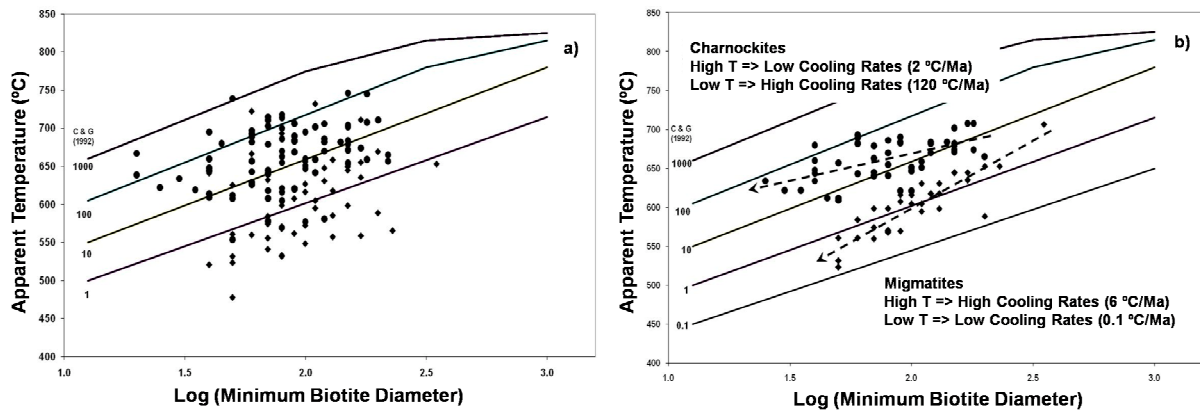 a)
850
800
750
700
650
600
550
500
450
400
Apparent Temperature (ºC)
C & G
(1992)
1000
100
10
1
1.0 1.5 2.0 2.5 3.0
Log (Minimum Biotite Diameter)
b)
Charnockites
High T => Low Cooling Rates (2 ºC/Ma)
Low T => High Cooling Rates (120 ºC/Ma)
850
800
750
700
650
600
550
500
450
400
Apparent Temperature (ºC)
C & G
(1992)
1000
100
10
1
0.1
Migmatites
High T => High Cooling Rates (6 ºC/Ma)
Low T => Low Cooling Rates (0.1 ºC/Ma)
1.0 1.5 2.0 2.5 3.0
Log (Minimum Biotite Diameter)